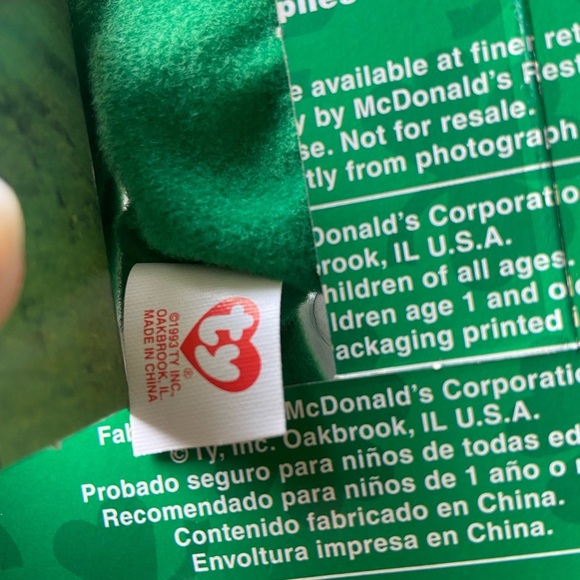 e available at finer ret
y by McDonald's Rest
se. Not for resale.
tly from photograph
Donald's Corporatio
rook, IL U.S.A.
hildren of all ages.
ldren age 1 and ol
ackaging printed i
McDonald's Corporatio
© Ty, Inc. Oakbrook, IL U.S.A.
Probado seguro para niños de todas ed
Recomendado para niños de 1 año o
Contenido fabricado en China.
Envoltura impresa en China.
ty
®
©1993 TY INC.,
OAKBROOK, IL.
MADE IN CHINA